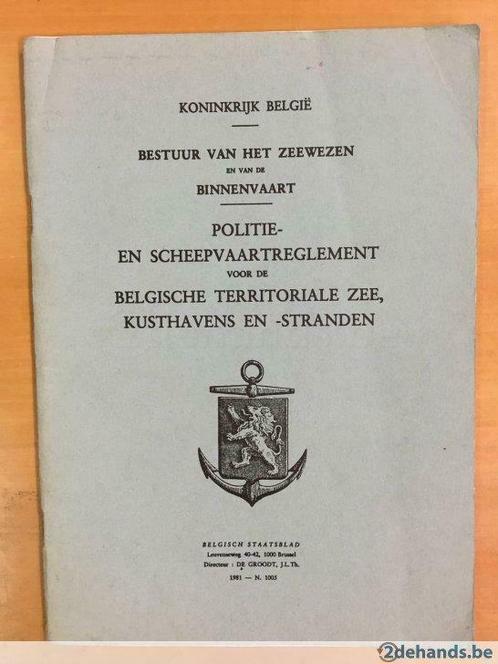 KONINKRIJK BELGIË
BESTUUR VAN HET ZEEWEZEN
EN VAN DE
BINNENVAART
POLITIE-
EN SCHEEPVAARTREGLEMENT
VOOR DE
BELGISCHE TERRITORIALE ZEE,
KUSTHAVENS EN -STRANDEN
BELGISCH STAATSBLAD
Leuvenseweg 40-42, 1000 Brussel
Directeur : DE GROODT, J.L.Th.
1981 — N. 1005
2dehands.be